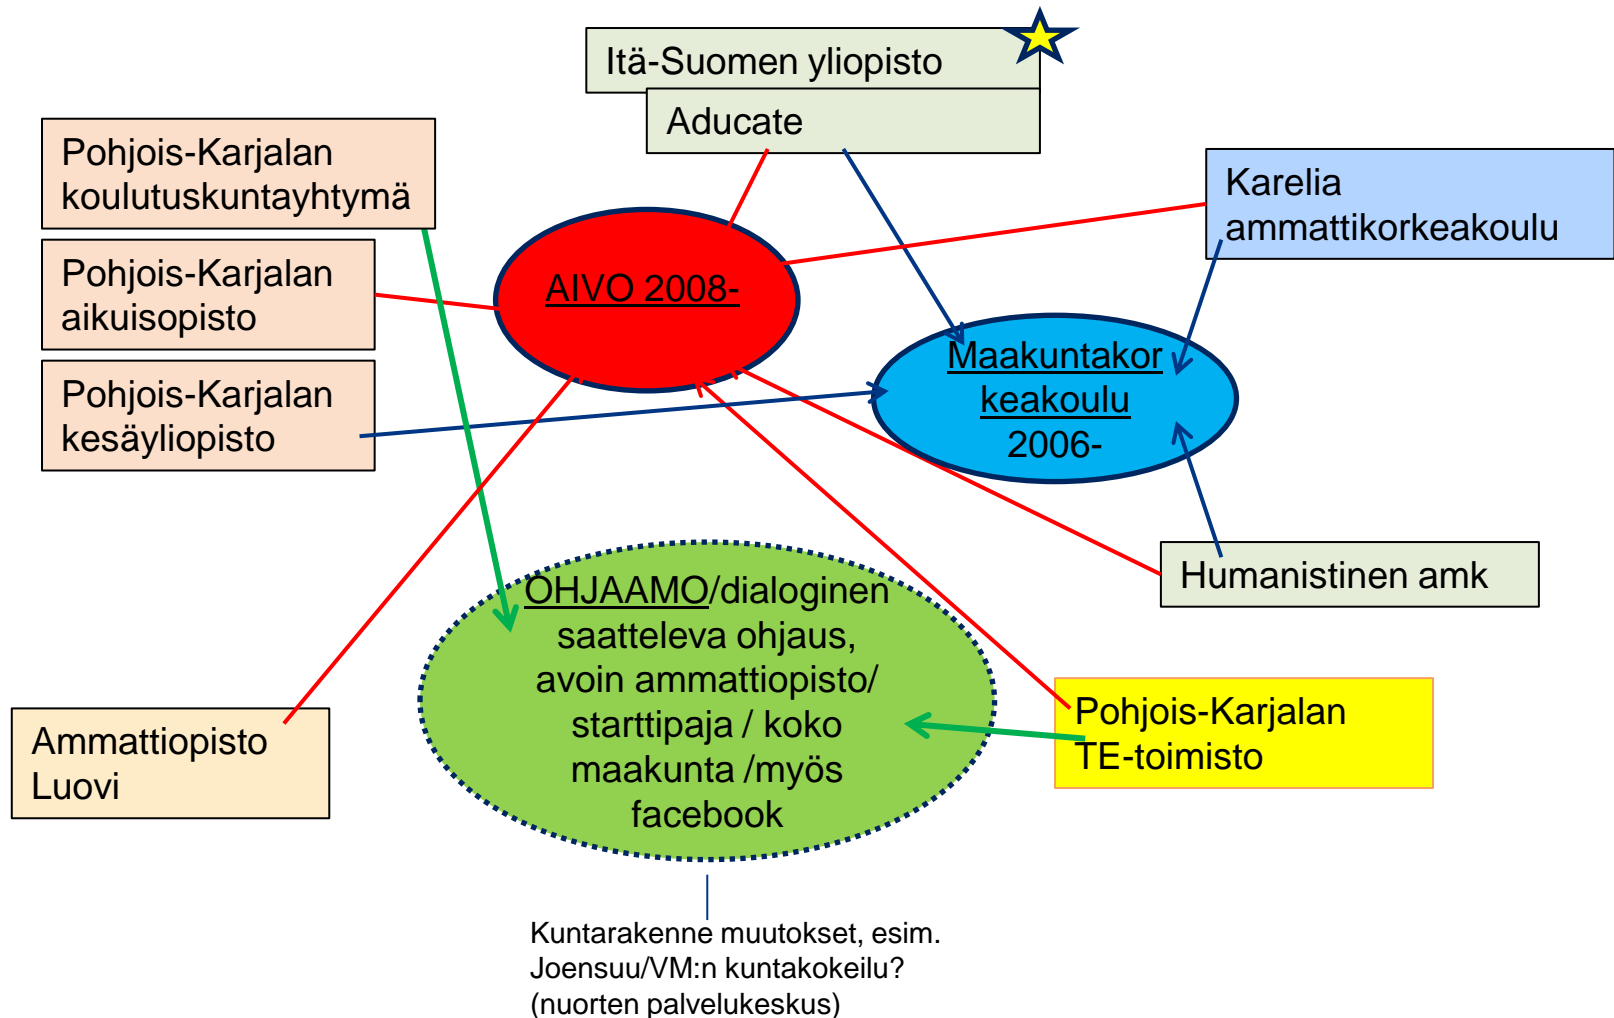 Itä-Suomen yliopisto
Aducate
Pohjois-Karjalan
koulutuskuntayhtymä
Karelia
ammattikorkeakoulu
Pohjois-Karjalan
aikuisopisto
AIVO 2008-
Pohjois-Karjalan
kesäyliopisto
Maakuntakor
keakoulu
2006-
Humanistinen amk
OHJAAMO/dialoginen
saatteleva ohjaus,
avoin ammattiopisto/
starttipaja / koko
maakunta /myös
facebook
Pohjois-Karjalan
TE-toimisto
Ammattiopisto
Luovi
Kuntarakenne muutokset, esim.
Joensuu/VM:n kuntakokeilu?
(nuorten palvelukeskus)